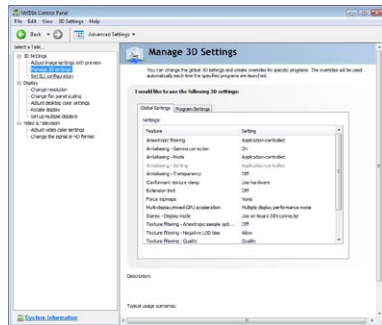 NVIDIA Control Panel
File Edit View 3D Settings Help
Back
Advanced Settings
Select a Task...
3D Settings
Adjust image settings with preview
Manage 3D settings
Set SLI configuration
Display
Change resolution
Change flat panel scaling
Adjust desktop color settings
Rotate display
Set up multiple displays
Video & Television
Adjust video color settings
Change the signal or HD format
System Information
Manage 3D Settings
You can change the global 3D settings and create overrides for specific programs. The overrides will be used
automatically each time the specified programs are launched.
I would like to use the following 3D settings:
Global Settings Program Settings
Settings:
Feature Setting
Anisotropic filtering Application-controlled
Antialiasing - Gamma correction On
Antialiasing - Mode Application-controlled
Antialiasing - Setting Application-controlled
Antialiasing - Transparency Off
Conformant texture clamp Use hardware
Extension limit Off
Force mipmaps None
Multi-display/mixed-GPU acceleration Multiple display performance mode
Stereo - Display mode Use on-board DIN connector
Texture filtering - Anisotropic sample opti... Off
Texture filtering - Negative LOD bias Allow
Texture filtering - Quality Quality
Description:
Typical usage scenarios: